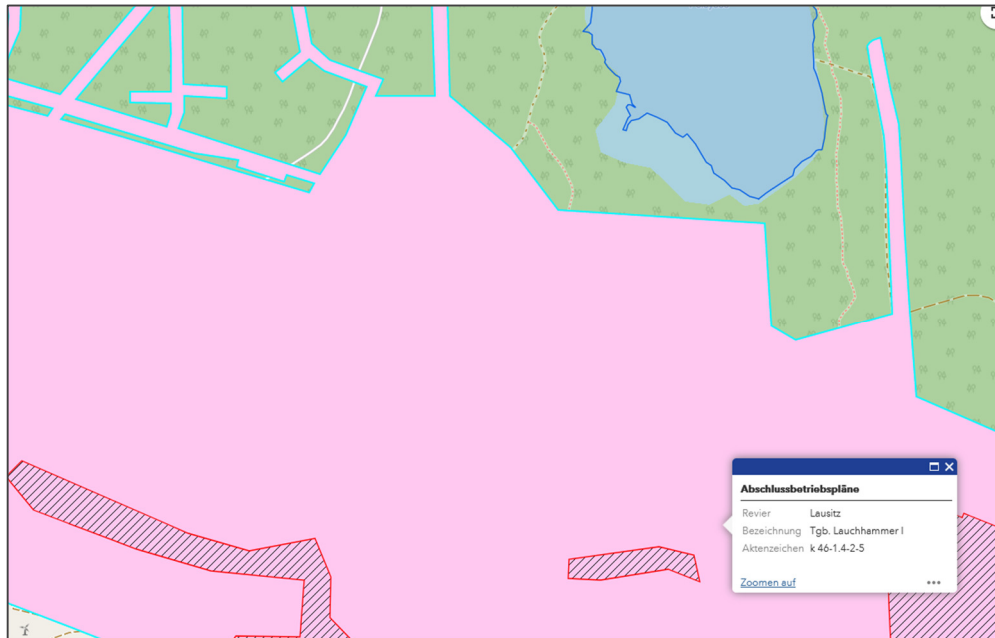 Abschlussbetriebspläne
Revier Lausitz
Bezeichnung Tgb. Lauchhammer I
Aktenzeichen k 46-1.4-2-5
Zoomen auf